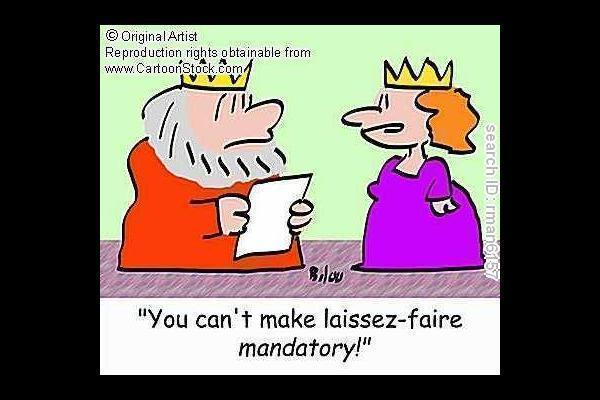 © Original Artist
Reproduction rights obtainable from
www.CartoonStock.com
search ID: rman6157
"You can't make laissez-faire
mandatory!"